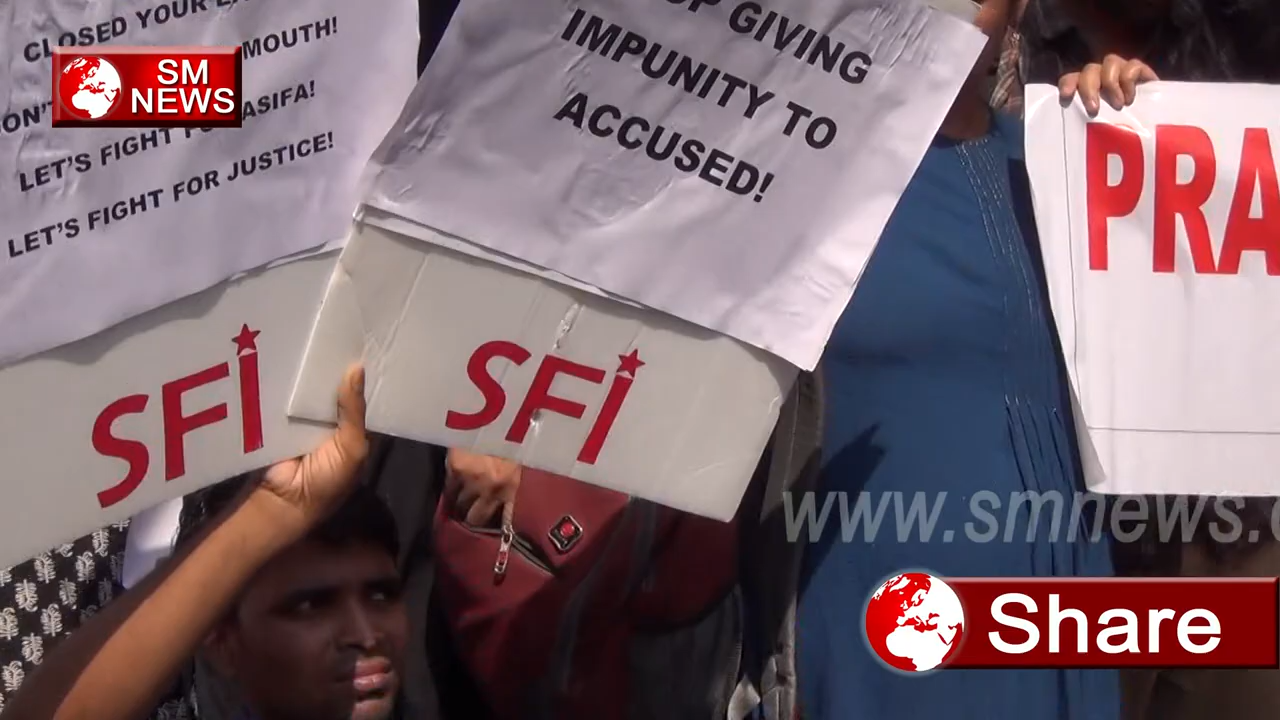 CLOSED YOUR
MOUTH!
LET'S FIGHT ASIFA!
LET'S FIGHT FOR JUSTICE!
SM
NEWS
GIVING
IMPUNITY TO
ACCUSED!
PRA
SFI
SFI
www.smnews.
Share